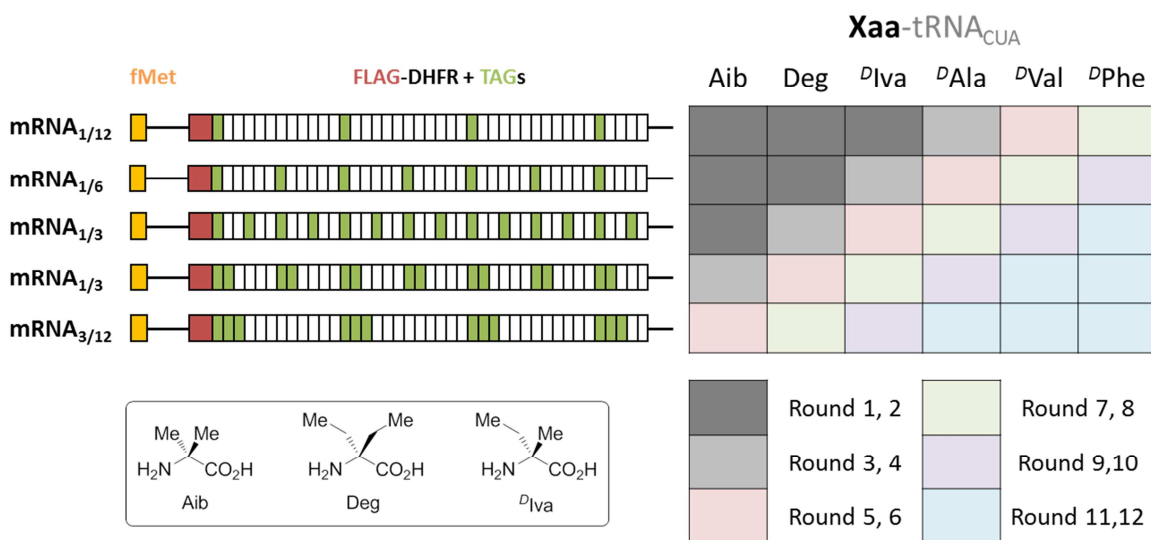 Xaa-tRNA_CUA
fMet FLAG-DHFR + TAGs
Aib Deg ᴰIva ᴰAla ᴰVal ᴰPhe
mRNA₁/₁₂
mRNA₁/₆
mRNA₁/₃
mRNA₁/₃
mRNA₃/₁₂
Me Me
H₂N CO₂H
Aib
Me Me
H₂N CO₂H
Deg
Me
Me
H₂N CO₂H
ᴰIva
Round 1, 2
Round 7, 8
Round 3, 4
Round 9,10
Round 5, 6
Round 11,12